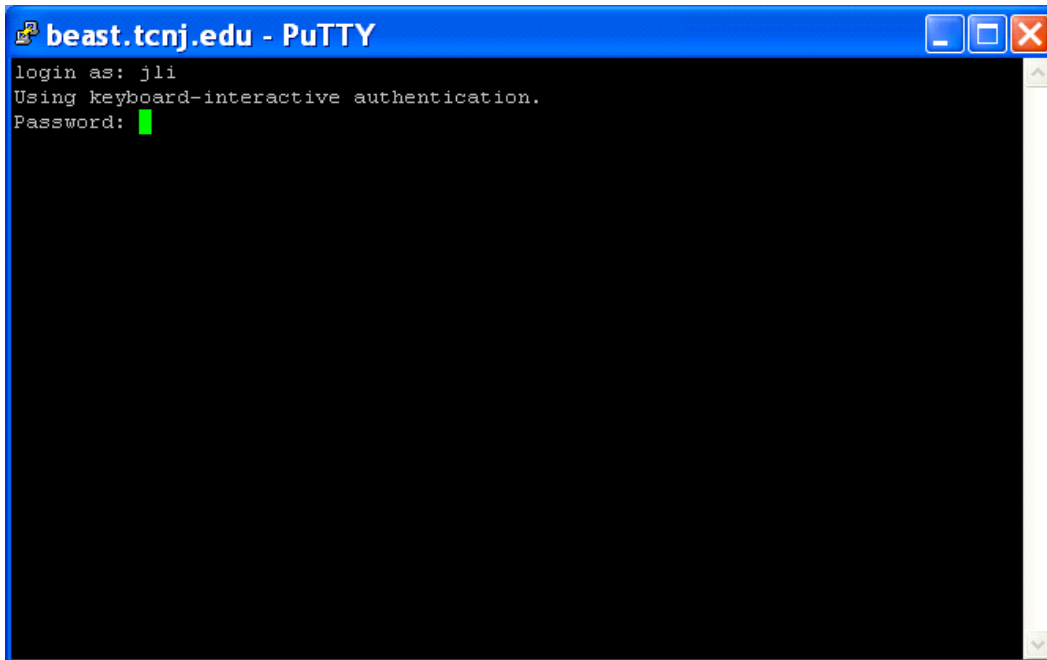 beast.tcnj.edu - PuTTY
login as: jli
Using keyboard-interactive authentication.
Password: